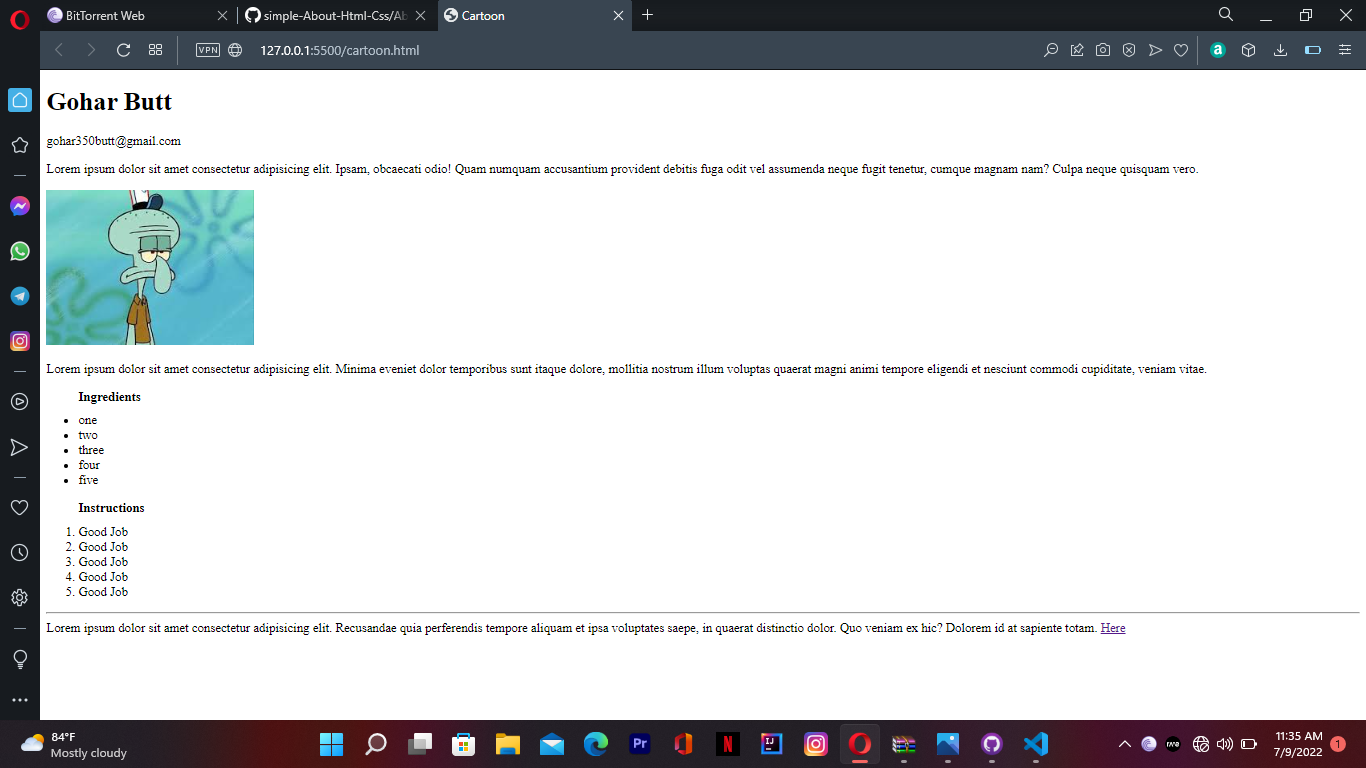 BitTorrent Web
simple-About-Html-Css/Ab
Cartoon
VPN
127.0.0.1:5500/cartoon.html
Gohar Butt
gohar350butt@gmail.com
Lorem ipsum dolor sit amet consectetur adipisicing elit. Ipsam, obcaecati odio! Quam numquam accusantium provident debitis fuga odit vel assumenda neque fugit tenetur, cumque magnam nam? Culpa neque quisquam vero.
Lorem ipsum dolor sit amet consectetur adipisicing elit. Minima eveniet dolor temporibus sunt itaque dolore, mollitia nostrum illum voluptas quaerat magni animi tempore eligendi et nesciunt commodi cupiditate, veniam vitae.
Ingredients
• one
• two
• three
• four
• five
Instructions
1. Good Job
2. Good Job
3. Good Job
4. Good Job
5. Good Job
Lorem ipsum dolor sit amet consectetur adipisicing elit. Recusandae quia perferendis tempore aliquam et ipsa voluptates saepe, in quaerat distinctio dolor. Quo veniam ex hic? Dolorem id at sapiente totam. Here
84°F
Mostly cloudy
Pr
N
IJ
11:35 AM
7/9/2022
1